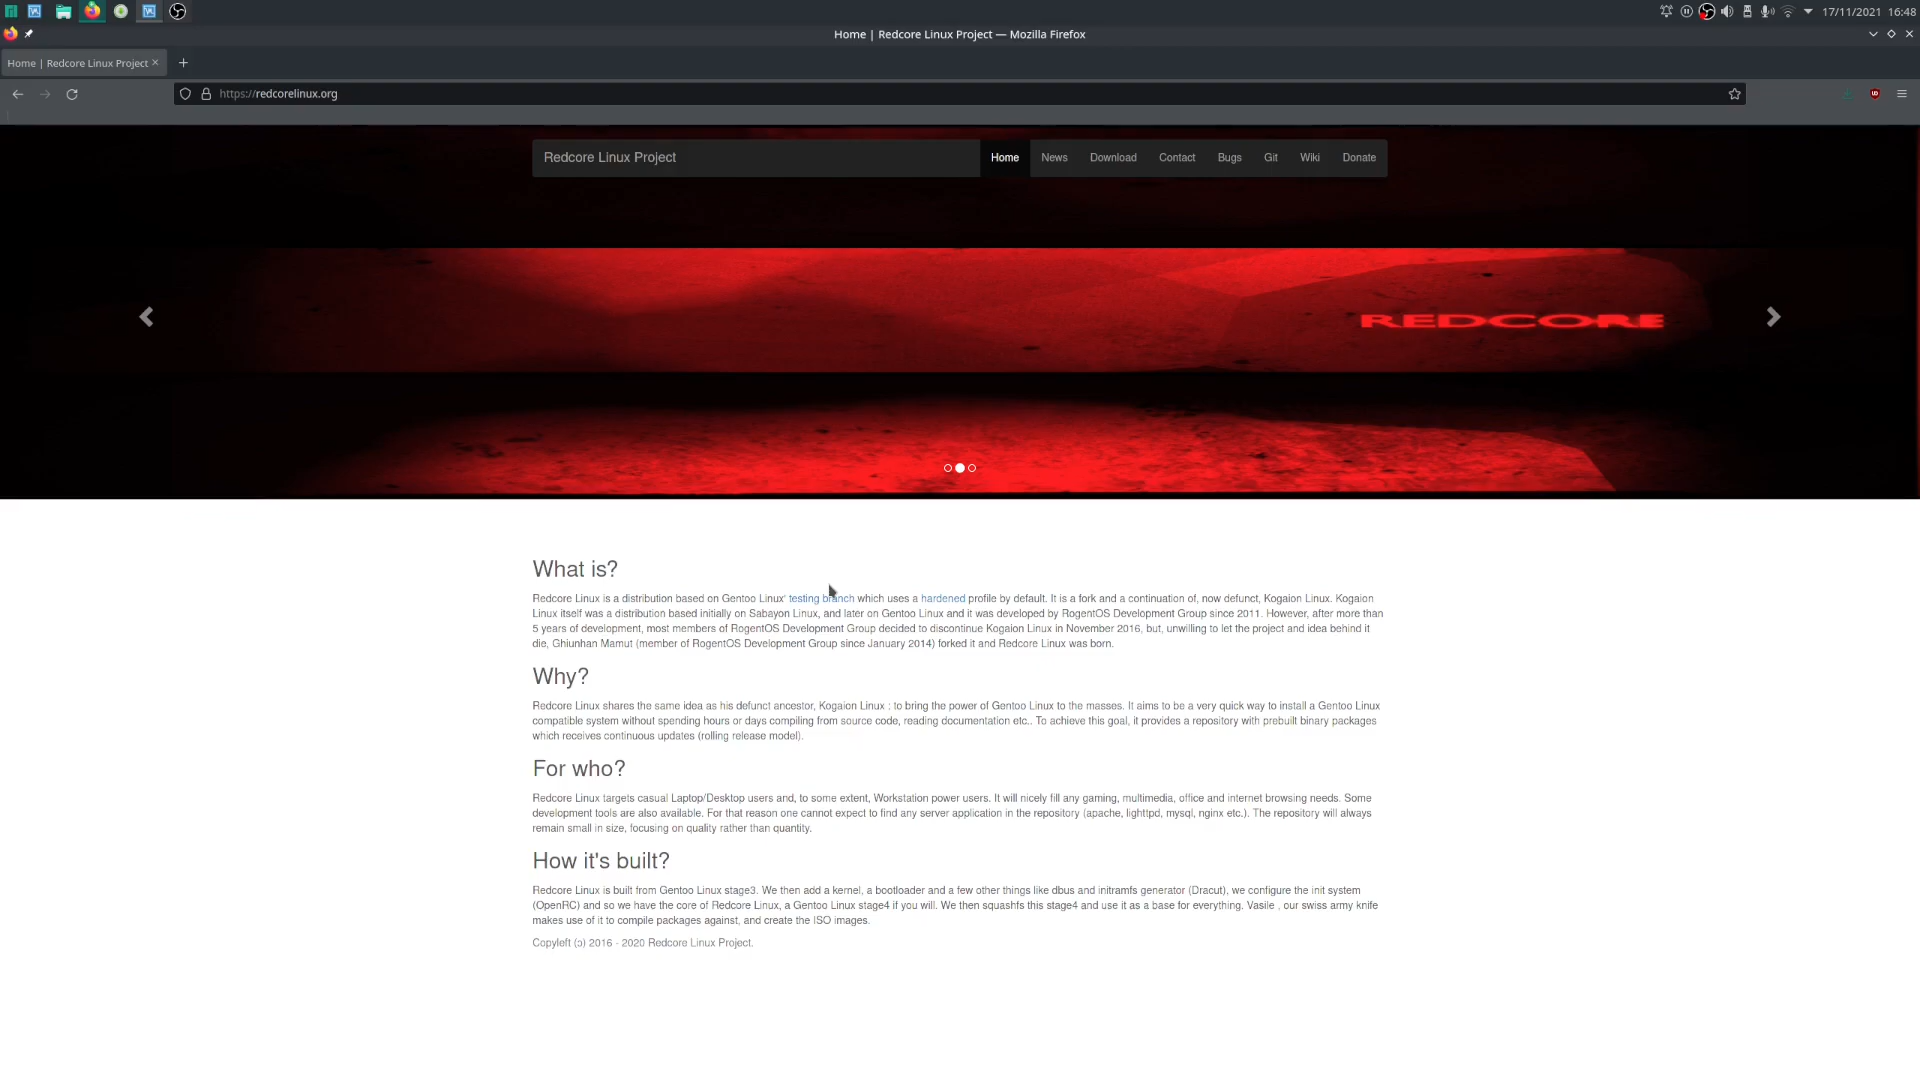 17/11/2021 16:48
Home | Redcore Linux Project — Mozilla Firefox
Home | Redcore Linux Project
https://redcorelinux.org
Redcore Linux Project
Home News Download Contact Bugs Git Wiki Donate
REDCORE
What is?
Redcore Linux is a distribution based on Gentoo Linux' testing branch which uses a hardened profile by default. It is a fork and a continuation of, now defunct, Kogaion Linux. Kogaion
Linux itself was a distribution based initially on Sabayon Linux, and later on Gentoo Linux and it was developed by RogentOS Development Group since 2011. However, after more than
5 years of development, most members of RogentOS Development Group decided to discontinue Kogaion Linux in November 2016, but, unwilling to let the project and idea behind it
die, Ghiunhan Mamut (member of RogentOS Development Group since January 2014) forked it and Redcore Linux was born.
Why?
Redcore Linux shares the same idea as his defunct ancestor, Kogaion Linux : to bring the power of Gentoo Linux to the masses. It aims to be a very quick way to install a Gentoo Linux
compatible system without spending hours or days compiling from source code, reading documentation etc.. To achieve this goal, it provides a repository with prebuilt binary packages
which receives continuous updates (rolling release model).
For who?
Redcore Linux targets casual Laptop/Desktop users and, to some extent, Workstation power users. It will nicely fill any gaming, multimedia, office and internet browsing needs. Some
development tools are also available. For that reason one cannot expect to find any server application in the repository (apache, lighttpd, mysql, nginx etc.). The repository will always
remain small in size, focusing on quality rather than quantity.
How it's built?
Redcore Linux is built from Gentoo Linux stage3. We then add a kernel, a bootloader and a few other things like dbus and initramfs generator (Dracut), we configure the init system
(OpenRC) and so we have the core of Redcore Linux, a Gentoo Linux stage4 if you will. We then squashfs this stage4 and use it as a base for everything. Vasile , our swiss army knife
makes use of it to compile packages against, and create the ISO images.
Copyleft (ɔ) 2016 - 2020 Redcore Linux Project.